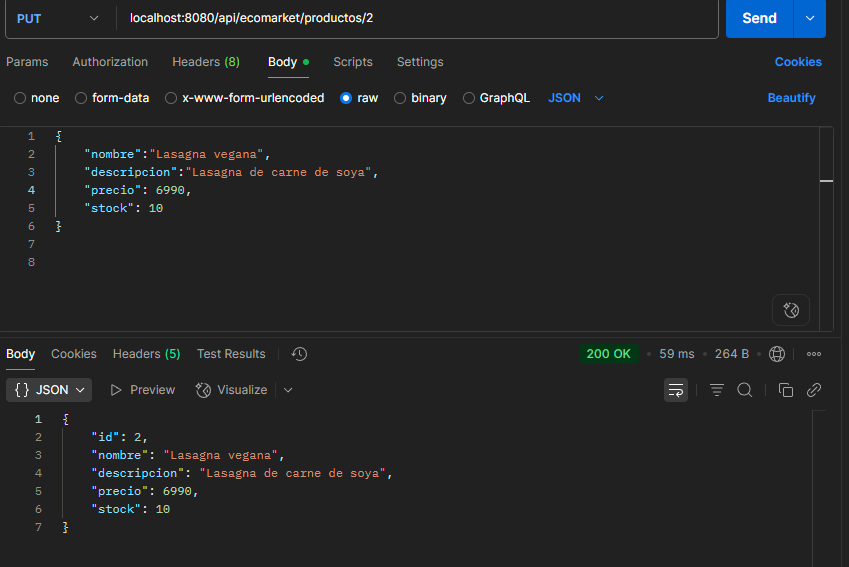 PUT localhost:8080/api/ecomarket/productos/2 Send
Params Authorization Headers (8) Body Scripts Settings Cookies
none form-data x-www-form-urlencoded raw binary GraphQL JSON Beautify
1 {
2 "nombre":"Lasagna vegana",
3 "descripcion":"Lasagna de carne de soya",
4 "precio": 6990,
5 "stock": 10
6 }
7
8
Body Cookies Headers (5) Test Results 200 OK • 59 ms • 264 B •
{} JSON Preview Visualize
1 {
2 "id": 2,
3 "nombre": "Lasagna vegana",
4 "descripcion": "Lasagna de carne de soya",
5 "precio": 6990,
6 "stock": 10
7 }